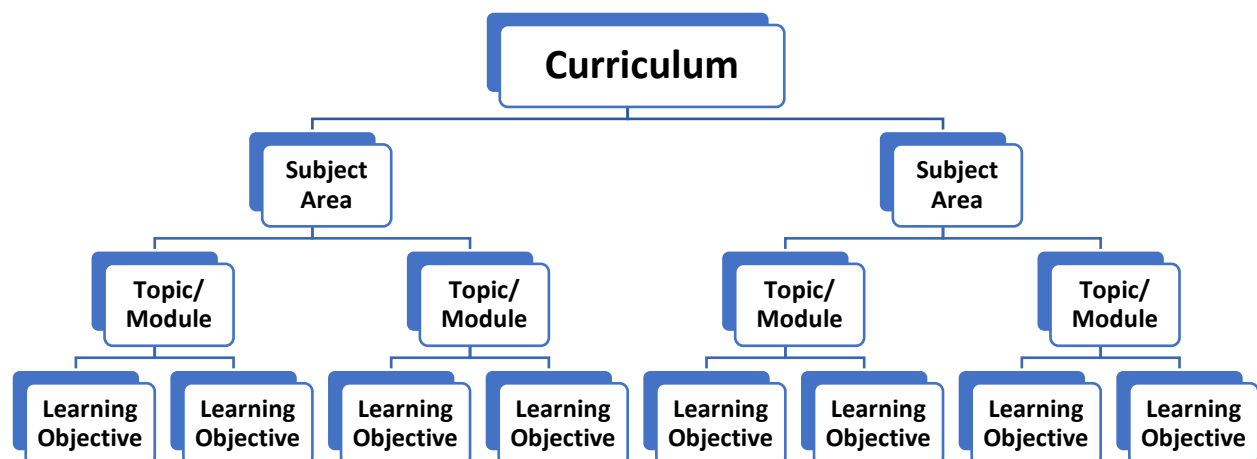 Curriculum
Subject
Area
Subject
Area
Topic/
Module
Topic/
Module
Topic/
Module
Topic/
Module
Learning
Objective
Learning
Objective
Learning
Objective
Learning
Objective
Learning
Objective
Learning
Objective
Learning
Objective
Learning
Objective